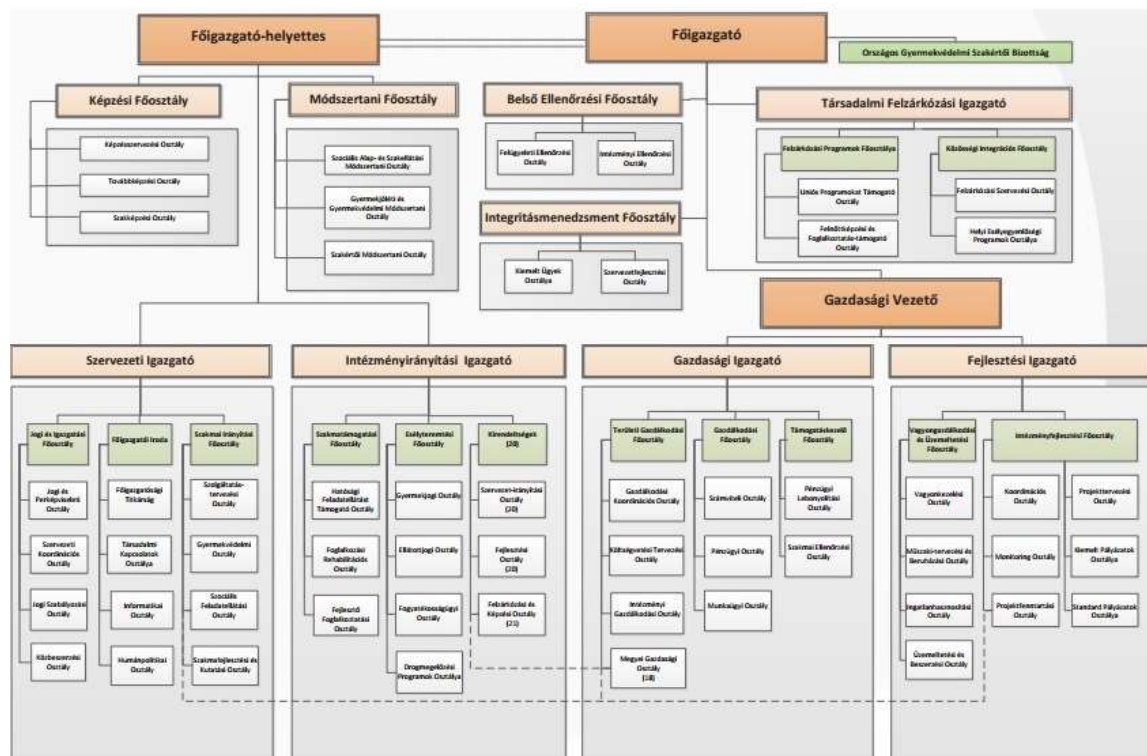 Főigazgató-helyettes
Főigazgató
Országos Gyermekvédelmi Szakértői Bizottság
Képzési Főosztály
Képzésszervezési Osztály
Továbbképzési Osztály
Szakképzési Osztály
Módszertani Főosztály
Szociális Alap- és Szakellátási
Módszertani Osztály
Gyermekjóléti és
Gyermekvédelmi Módszertani
Osztály
Szakértői Módszertani Osztály
Belső Ellenőrzési Főosztály
Felügyeleti Ellenőrzési
Osztály
Intézményi Ellenőrzési
Osztály
Integritásmenedzsment Főosztály
Kiemelt Ügyek
Osztálya
Szervezetfejlesztési
Osztály
Társadalmi Felzárkózási Igazgató
Felzárkózási Programok Főosztálya
Uniós Programokat Támogató
Osztály
Felnőttképzési és
Foglalkoztatás-támogató
Osztály
Közösségi Integrációs Főosztály
Felzárkózási Szervezési Osztály
Helyi Esélyegyenlőségi
Programok Osztálya
Gazdasági Vezető
Szervezeti Igazgató
Jogi és Igazgatási
Főosztály
Jogi és
Perképviseleti
Osztály
Szervezeti
Koordinációs
Osztály
Jogi Szabályozási
Osztály
Közbeszerzési
Osztály
Főigazgatói Iroda
Főigazgatósági
Titkárság
Társadalmi
Kapcsolatok
Osztálya
Informatikai
Osztály
Humánpolitikai
Osztály
Szakmai Irányítási
Főosztály
Szolgáltatás-
tervezési
Osztály
Gyermekvédelmi
Osztály
Szociális
Feladatellátási
Osztály
Szakmafejlesztési és
Kutatási Osztály
Intézményirányítási Igazgató
Szakmatámogatási
Főosztály
Hatósági
Feladatellátást
Támogató Osztály
Foglalkozási
Rehabilitációs
Osztály
Fejlesztő
Foglalkoztatási
Osztály
Esélyteremtési
Főosztály
Gyermekjogi Osztály
Ellátottjogi Osztály
Fogyatékosságügyi
Osztály
Drogmegelőzési
Programok Osztálya
Kirendeltségek
(20)
Szervezet-irányítási
Osztály
(20)
Fejlesztési
Osztály
(20)
Felzárkózási és
Képzési Osztály
(21)
Gazdasági Igazgató
Területi Gazdálkodási
Főosztály
Gazdálkodási
Koordinációs Osztály
Költségvetési Tervezési
Osztály
Intézményi
Gazdálkodási Osztály
Megyei Gazdasági
Osztály
(18)
Gazdálkodási
Főosztály
Számviteli Osztály
Pénzügyi Osztály
Munkaügyi Osztály
Támogatáskezelő
Főosztály
Pénzügyi
Lebonyolítási
Osztály
Szakmai Ellenőrzési
Osztály
Fejlesztési Igazgató
Vagyongazdálkodási
és Üzemeltetési
Főosztály
Vagyonkezelési
Osztály
Műszaki-tervezési és
Beruházási Osztály
Ingatlanhasznosítási
Osztály
Üzemeltetési és
Beszerzési Osztály
Intézményfejlesztési Főosztály
Koordinációs
Osztály
Monitoring Osztály
Projektfenntartási
Osztály
Projekttervezési
Osztály
Kiemelt Pályázatok
Osztálya
Standard Pályázatok
Osztálya